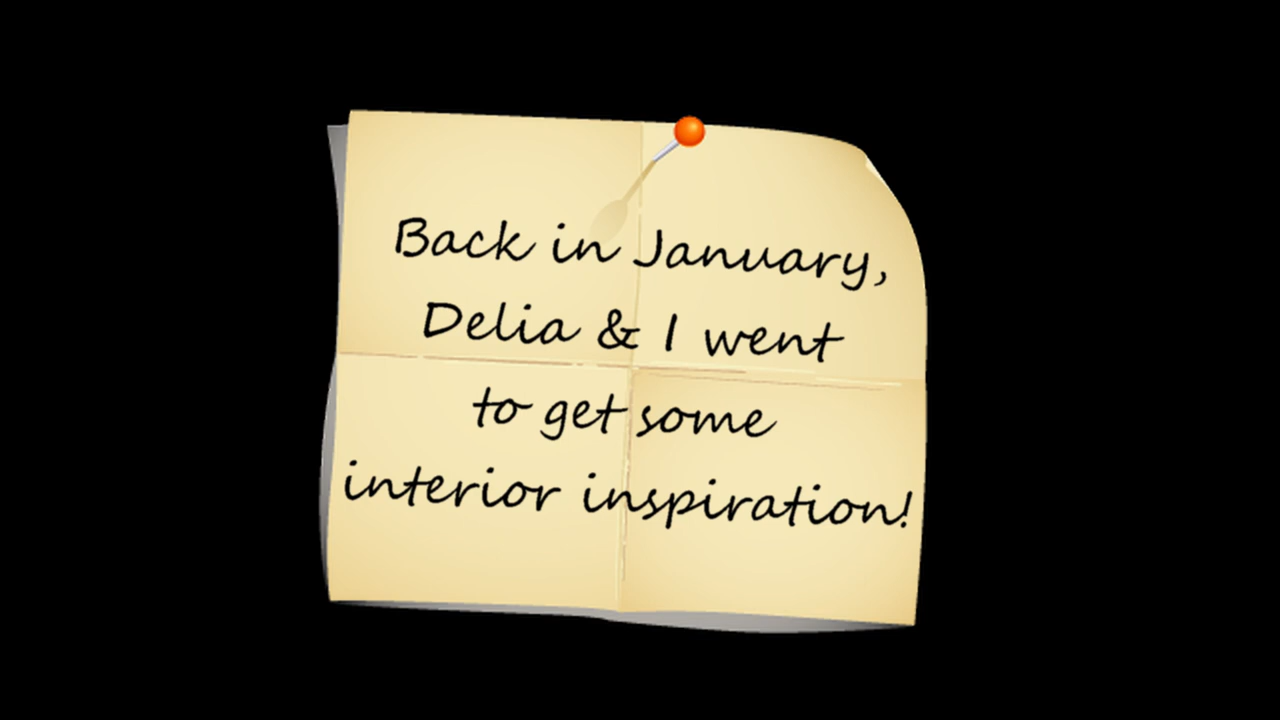 Back in January,
Delia & I went
to get some
interior inspiration!